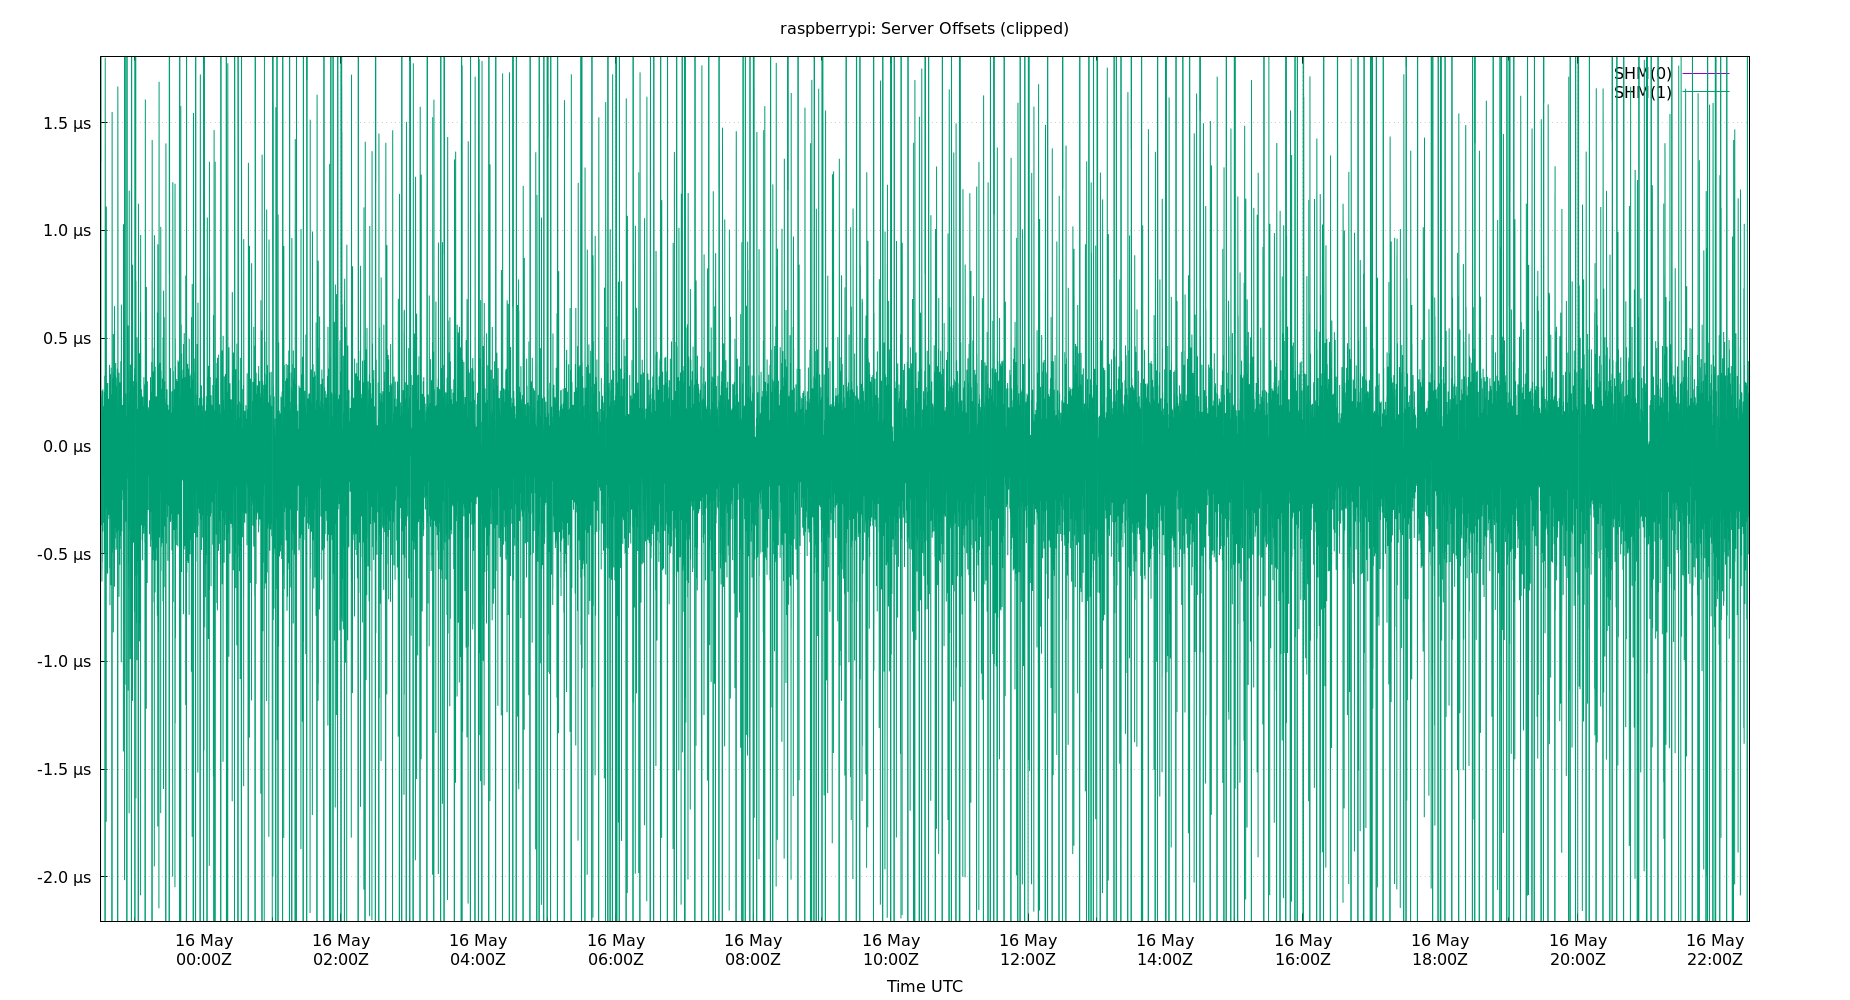 raspberrypi: Server Offsets (clipped)
SHM(0)
SHM(1)
1.5 µs
1.0 µs
0.5 µs
0.0 µs
-0.5 µs
-1.0 µs
-1.5 µs
-2.0 µs
16 May 16 May 16 May 16 May 16 May 16 May 16 May 16 May 16 May 16 May 16 May 16 May
00:00Z 02:00Z 04:00Z 06:00Z 08:00Z 10:00Z 12:00Z 14:00Z 16:00Z 18:00Z 20:00Z 22:00Z
Time UTC